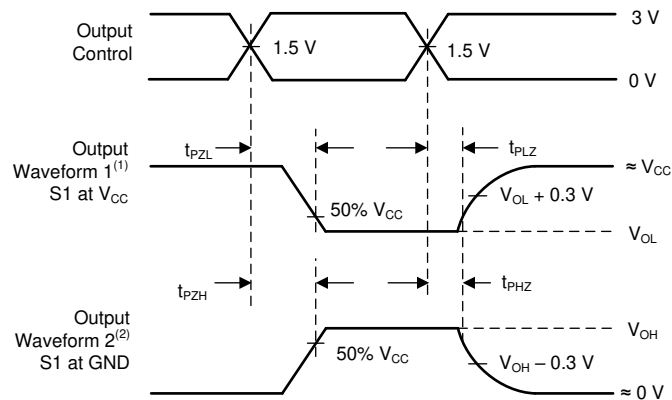 Output
Control
1.5 V
1.5 V
3 V
0 V
Output
Waveform 1(1)
S1 at VCC
tPZL
tPLZ
50% VCC
VOL + 0.3 V
≈ VCC
VOL
Output
Waveform 2(2)
S1 at GND
tPZH
tPHZ
50% VCC
VOH – 0.3 V
VOH
≈ 0 V